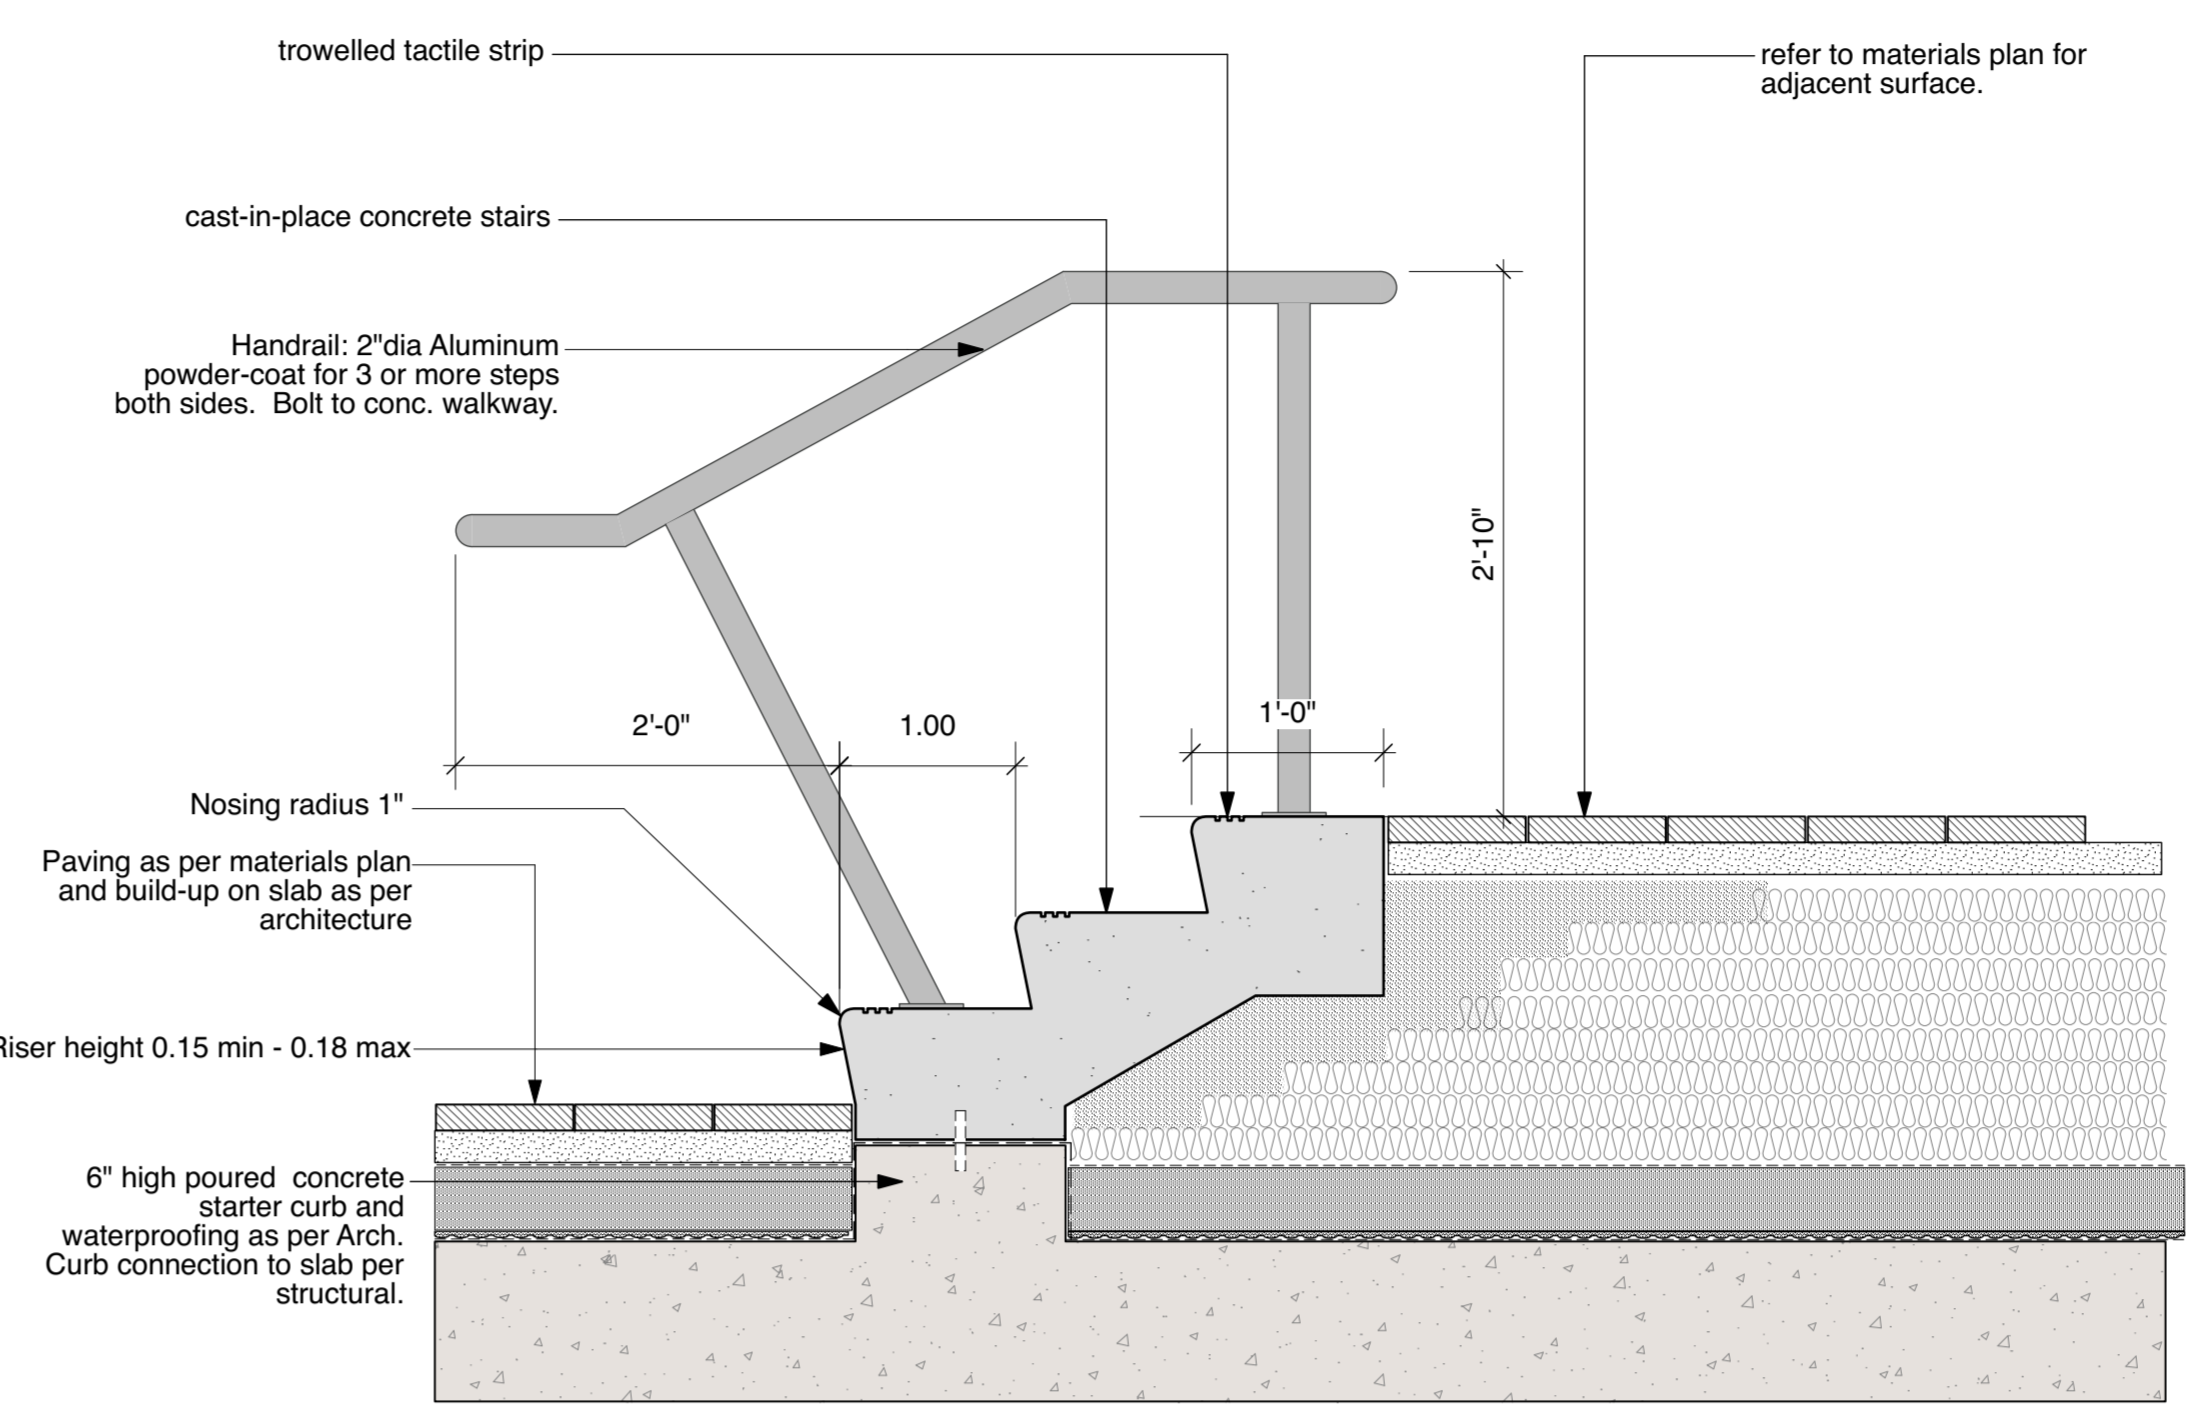 trowelled tactile strip
refer to materials plan for
adjacent surface.
cast-in-place concrete stairs
Handrail: 2"dia Aluminum
powder-coat for 3 or more steps
both sides.  Bolt to conc. walkway.
2'-10"
2'-0"
1.00
1'-0"
Nosing radius 1"
Paving as per materials plan
and build-up on slab as per
architecture
Riser height 0.15 min - 0.18 max
6" high poured  concrete
starter curb and
waterproofing as per Arch.
Curb connection to slab per
structural.